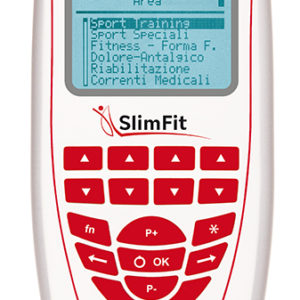 Area
Sport Training
Sport Speciali
Fitness - Forma F.
Dolore-Antalgico
Riabilitazione
Correnti Medicali
SlimFit
fn
P+
*
OK
P-